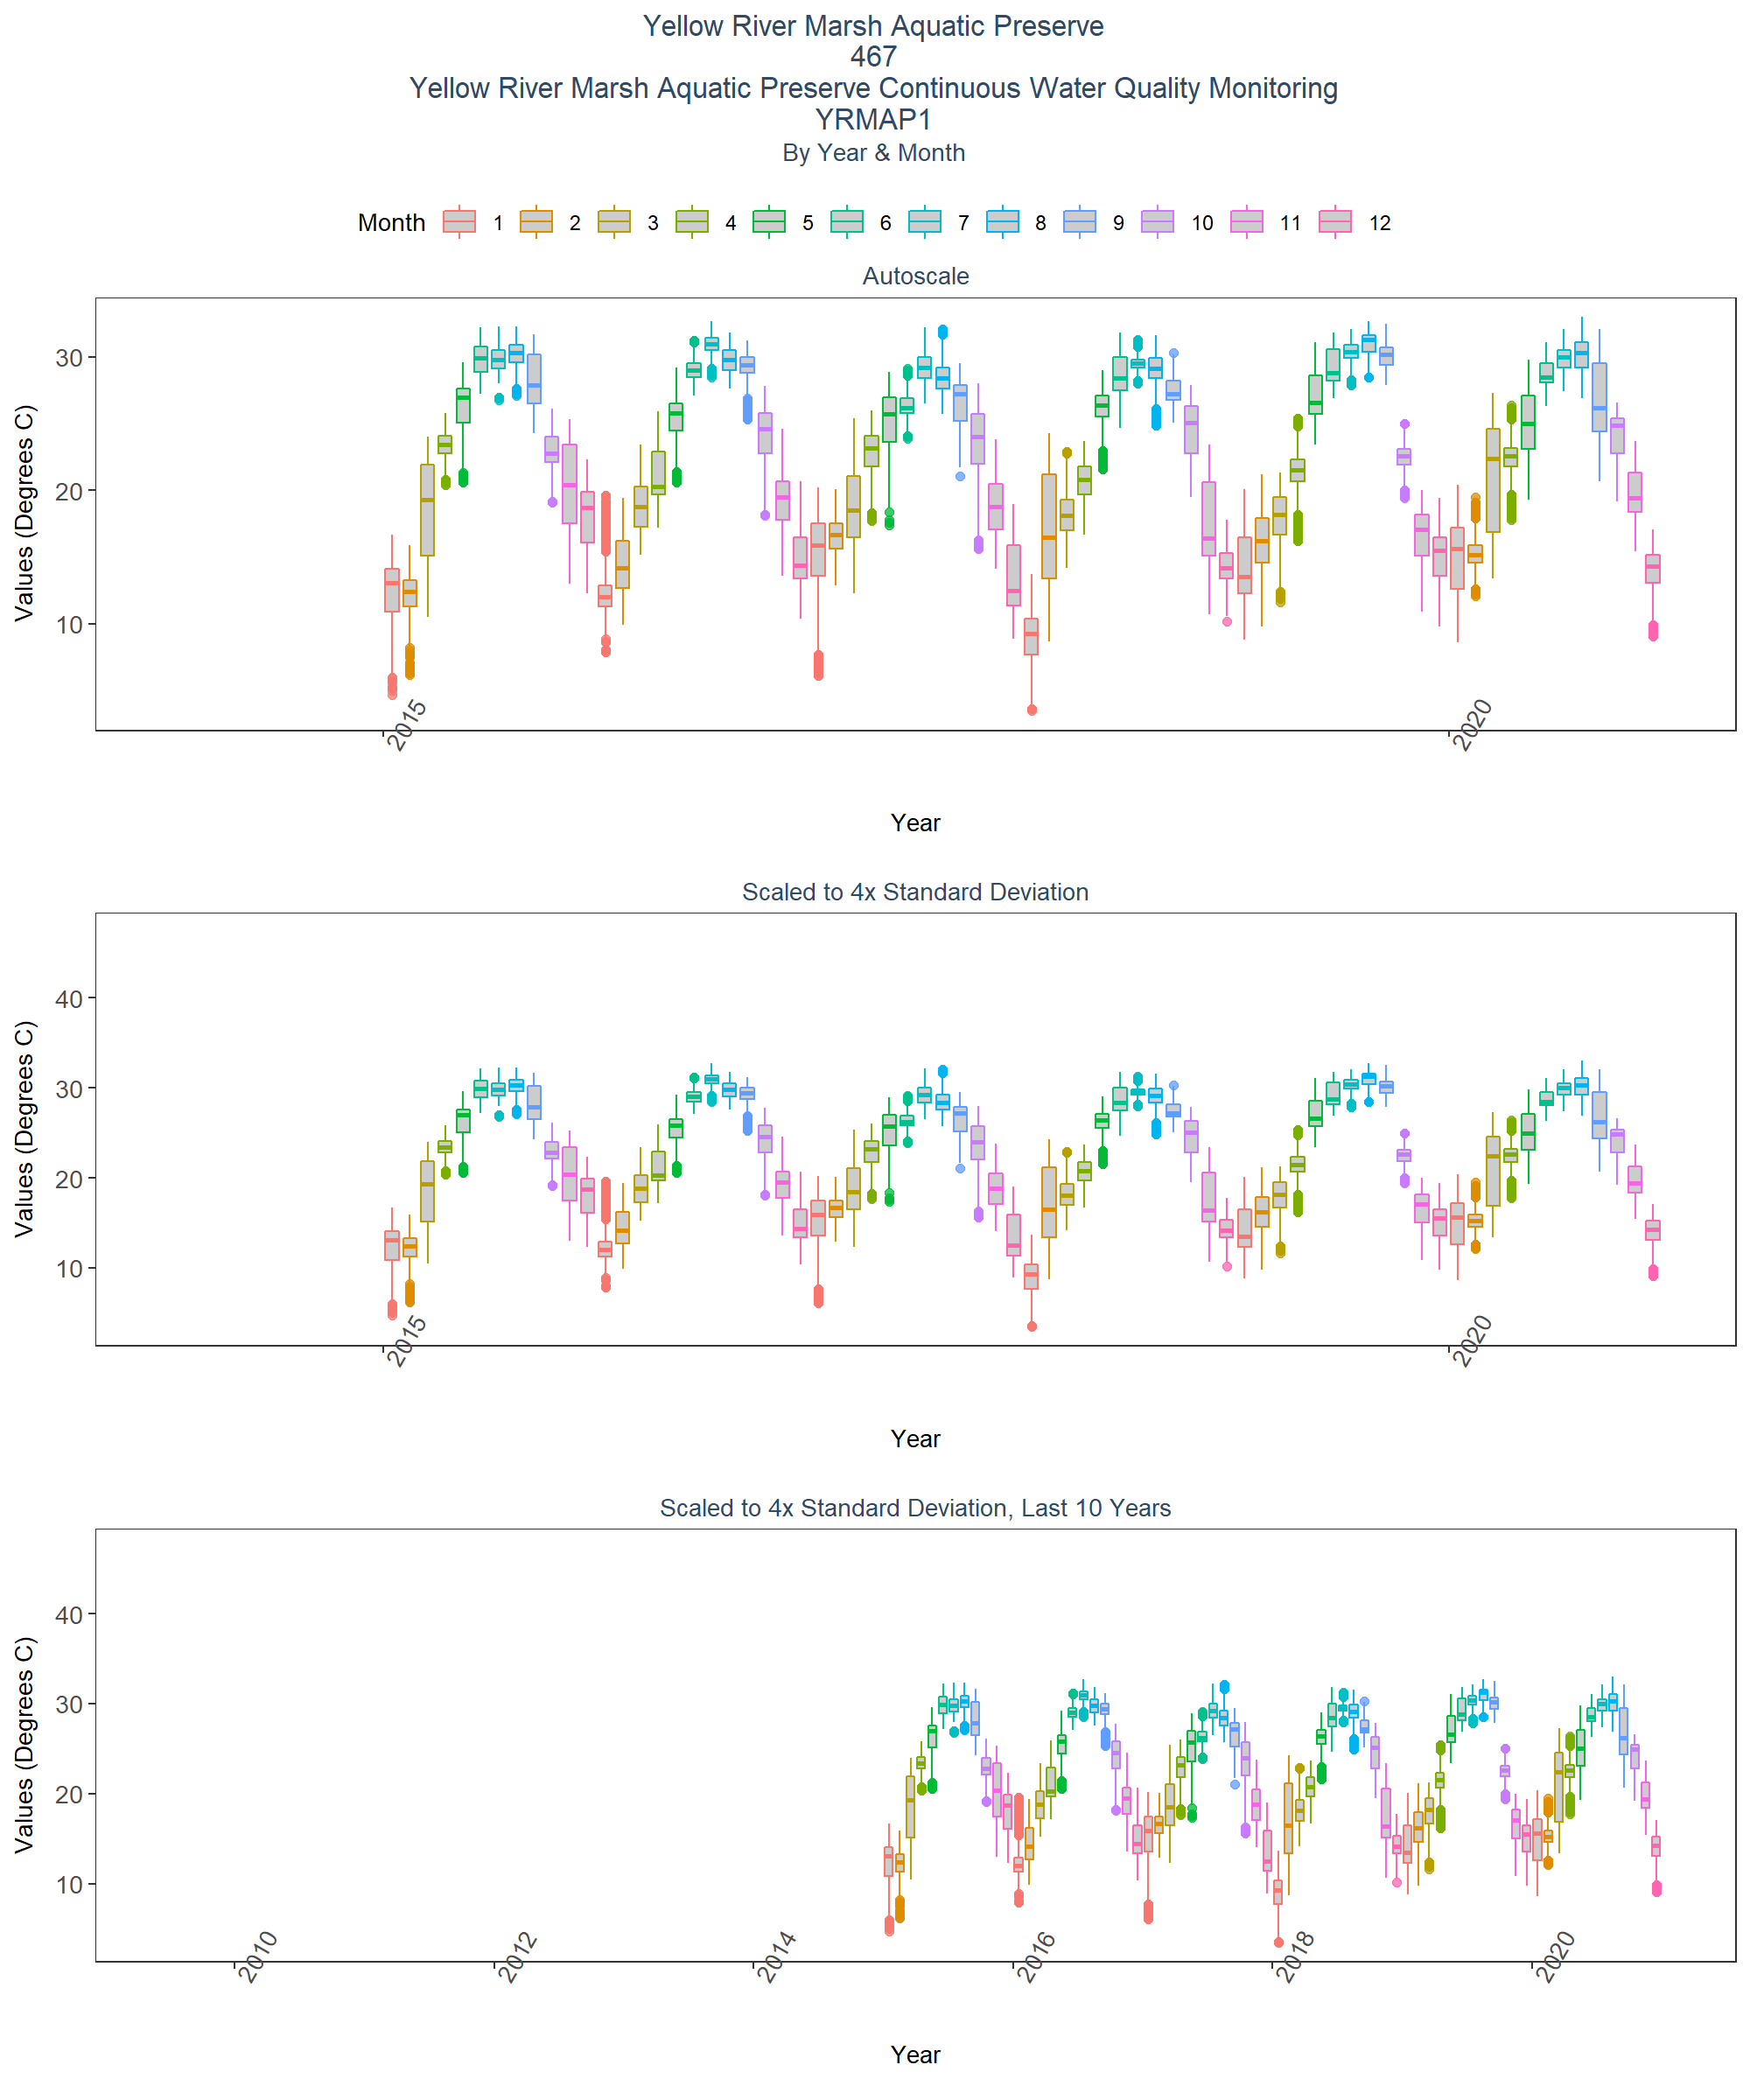 Yellow River Marsh Aquatic Preserve
467
Yellow River Marsh Aquatic Preserve Continuous Water Quality Monitoring
YRMAP1
By Year & Month
Month 1 2 3 4 5 6 7 8 9 10 11 12
Autoscale
Values (Degrees C)
30
20
10
2015 2020
Year
Scaled to 4x Standard Deviation
Values (Degrees C)
40
30
20
10
2015 2020
Year
Scaled to 4x Standard Deviation, Last 10 Years
Values (Degrees C)
40
30
20
10
2010 2012 2014 2016 2018 2020
Year